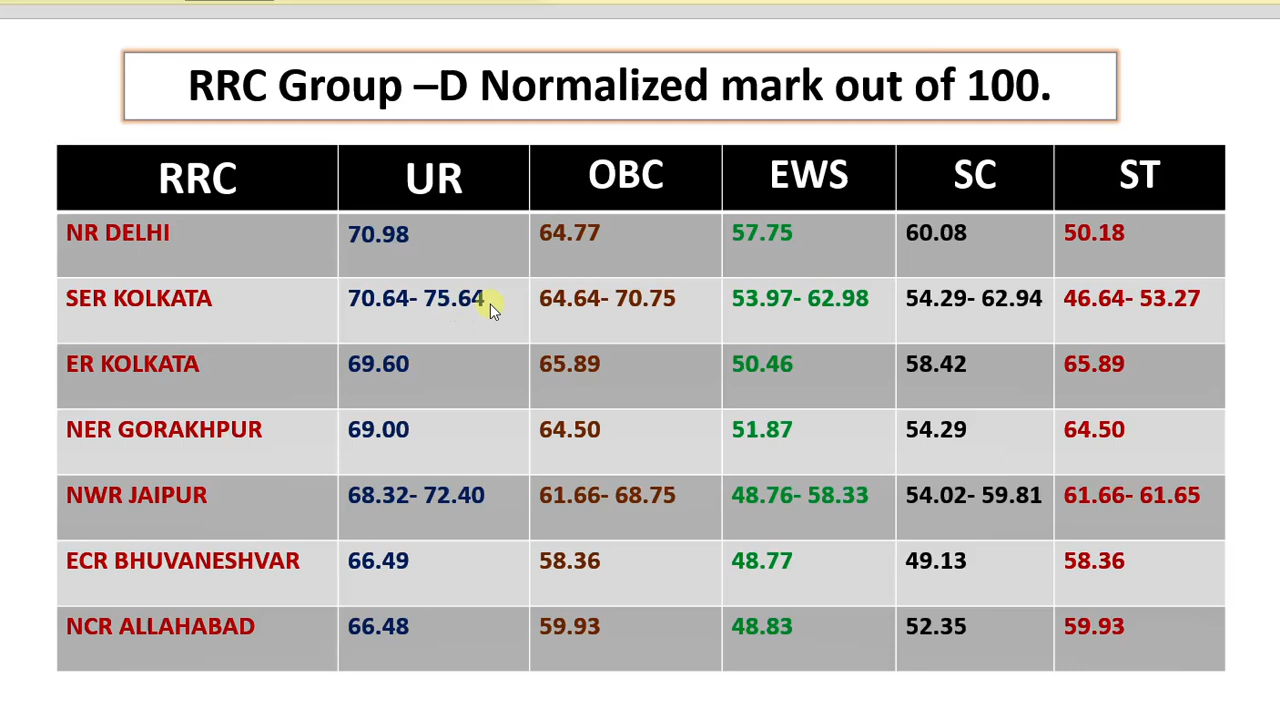 RRC Group –D Normalized mark out of 100.
RRC UR OBC EWS SC ST
NR DELHI 70.98 64.77 57.75 60.08 50.18
SER KOLKATA 70.64- 75.64 64.64- 70.75 53.97- 62.98 54.29- 62.94 46.64- 53.27
ER KOLKATA 69.60 65.89 50.46 58.42 65.89
NER GORAKHPUR 69.00 64.50 51.87 54.29 64.50
NWR JAIPUR 68.32- 72.40 61.66- 68.75 48.76- 58.33 54.02- 59.81 61.66- 61.65
ECR BHUVANESHVAR 66.49 58.36 48.77 49.13 58.36
NCR ALLAHABAD 66.48 59.93 48.83 52.35 59.93